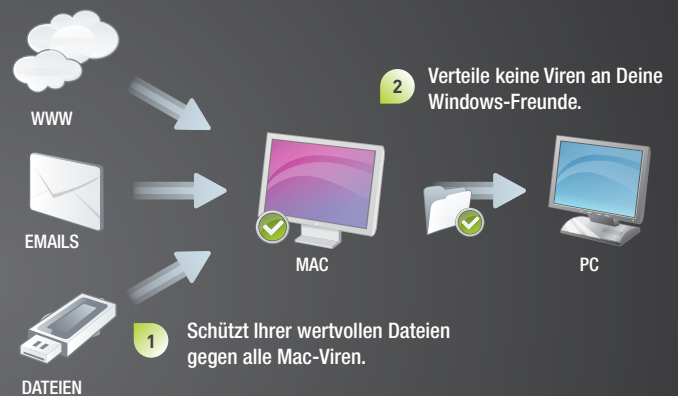 WWW
2
Verteile keine Viren an Deine
Windows-Freunde.
EMAILS
MAC
PC
1
Schützt Ihrer wertvollen Dateien
gegen alle Mac-Viren.
DATEIEN